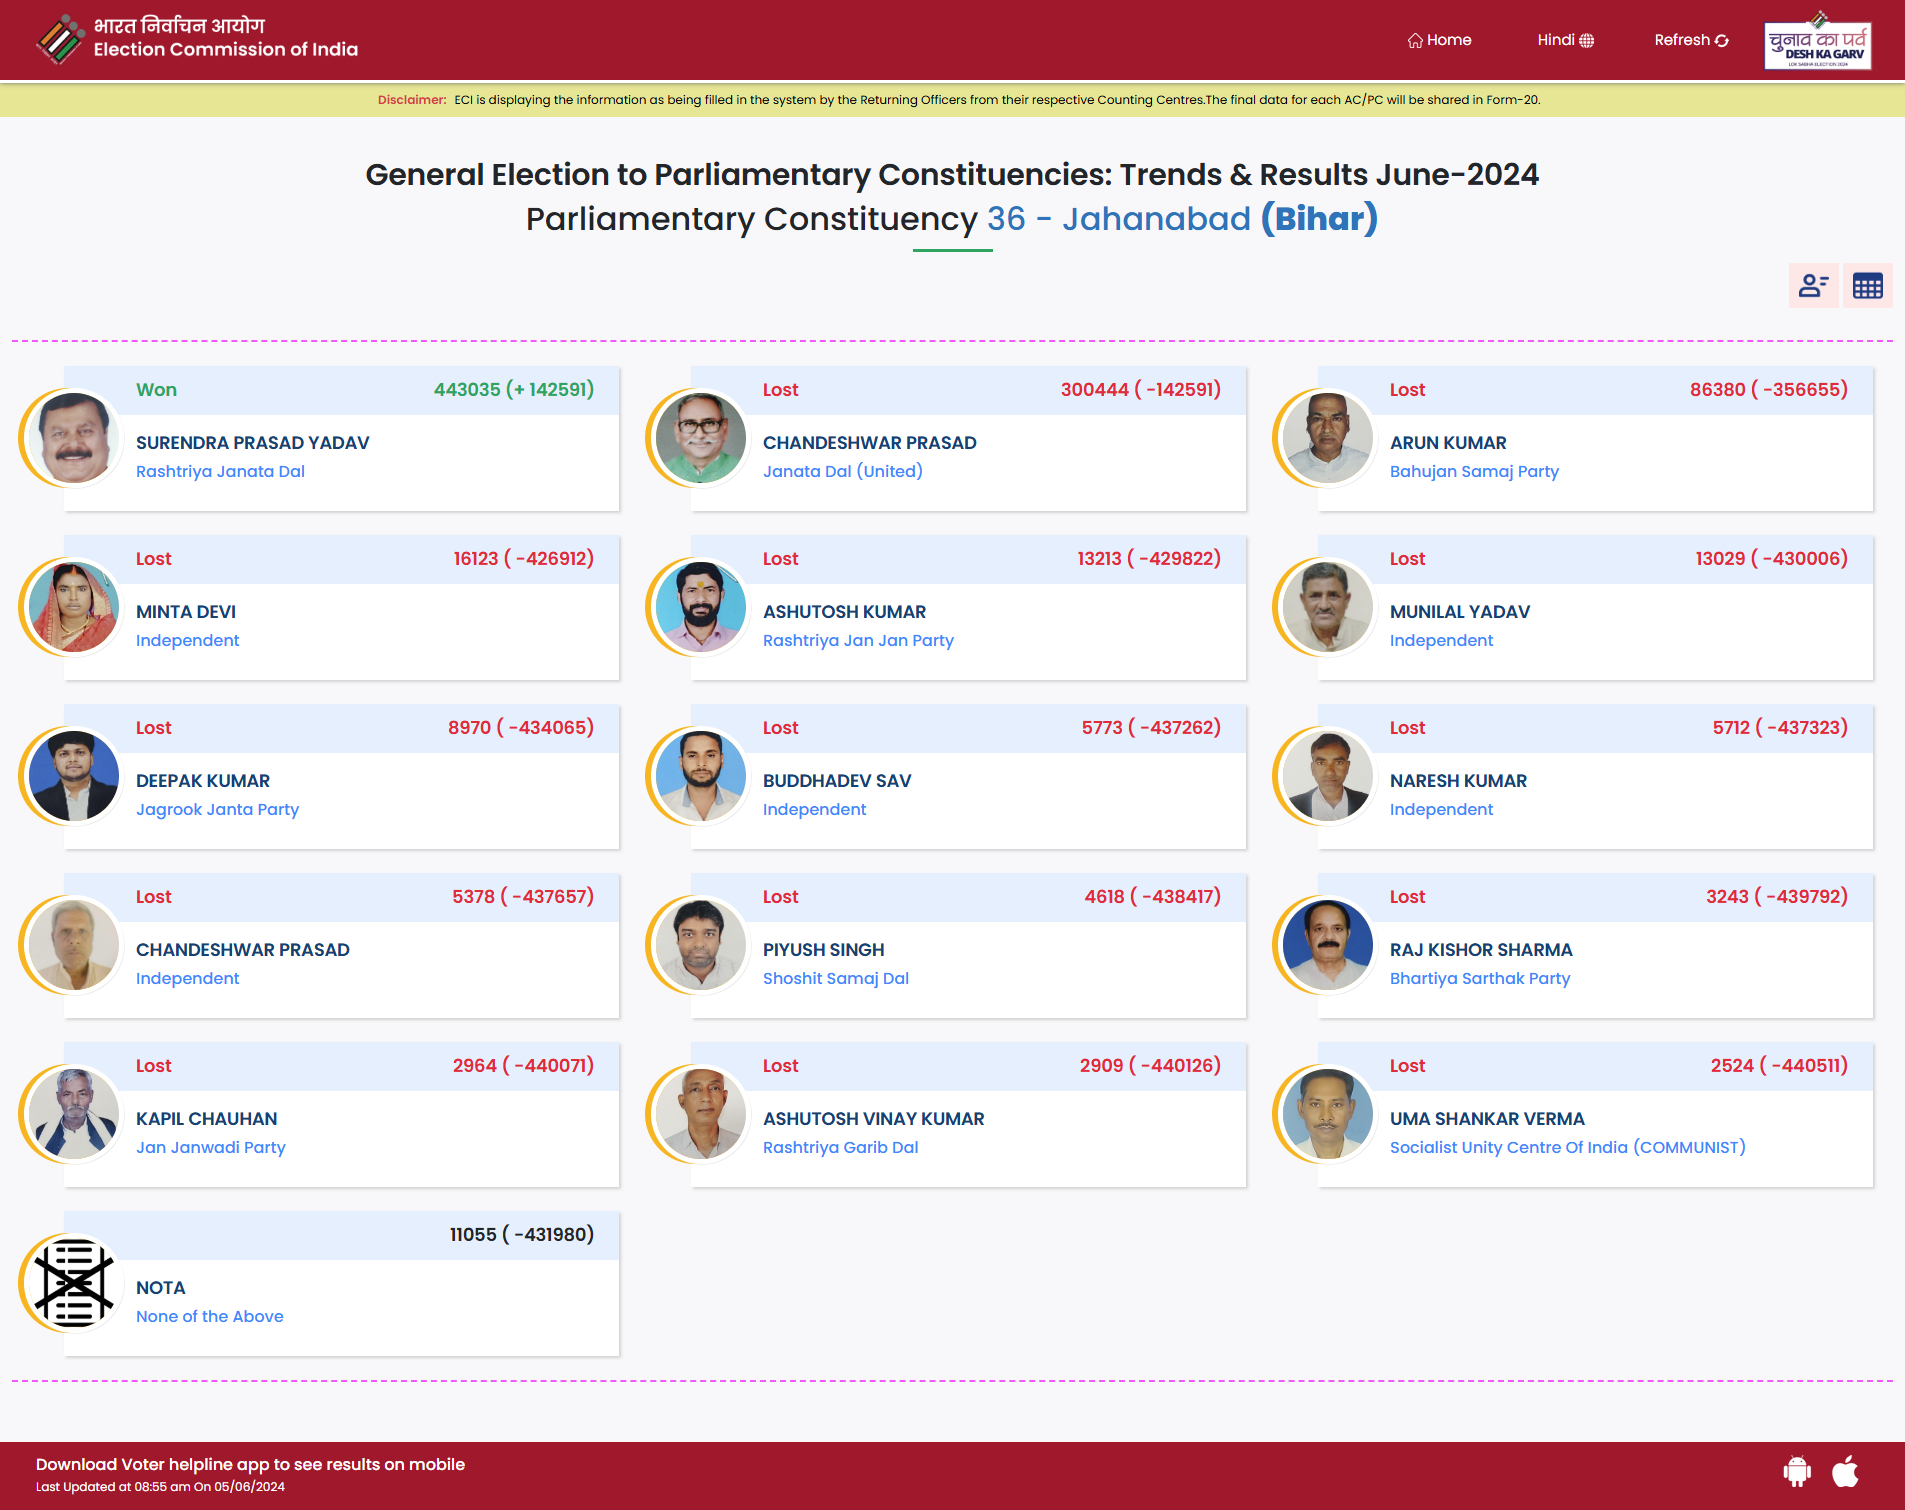 भारत निर्वाचन आयोग
Election Commission of India
Home
Hindi
Refresh
चुनाव का पर्व
DESH KA GARV
LOK SABHA ELECTION 2024
Disclaimer: ECI is displaying the information as being filled in the system by the Returning Officers from their respective Counting Centres.The final data for each AC/PC will be shared in Form-20.
General Election to Parliamentary Constituencies: Trends & Results June-2024
Parliamentary Constituency 36 - Jahanabad (Bihar)
Won 443035 (+ 142591)
SURENDRA PRASAD YADAV
Rashtriya Janata Dal
Lost 300444 ( -142591)
CHANDESHWAR PRASAD
Janata Dal (United)
Lost 86380 ( -356655)
ARUN KUMAR
Bahujan Samaj Party
Lost 16123 ( -426912)
MINTA DEVI
Independent
Lost 13213 ( -429822)
ASHUTOSH KUMAR
Rashtriya Jan Jan Party
Lost 13029 ( -430006)
MUNILAL YADAV
Independent
Lost 8970 ( -434065)
DEEPAK KUMAR
Jagrook Janta Party
Lost 5773 ( -437262)
BUDDHADEV SAV
Independent
Lost 5712 ( -437323)
NARESH KUMAR
Independent
Lost 5378 ( -437657)
CHANDESHWAR PRASAD
Independent
Lost 4618 ( -438417)
PIYUSH SINGH
Shoshit Samaj Dal
Lost 3243 ( -439792)
RAJ KISHOR SHARMA
Bhartiya Sarthak Party
Lost 2964 ( -440071)
KAPIL CHAUHAN
Jan Janwadi Party
Lost 2909 ( -440126)
ASHUTOSH VINAY KUMAR
Rashtriya Garib Dal
Lost 2524 ( -440511)
UMA SHANKAR VERMA
Socialist Unity Centre Of India (COMMUNIST)
11055 ( -431980)
NOTA
None of the Above
Download Voter helpline app to see results on mobile
Last Updated at 08:55 am On 05/06/2024